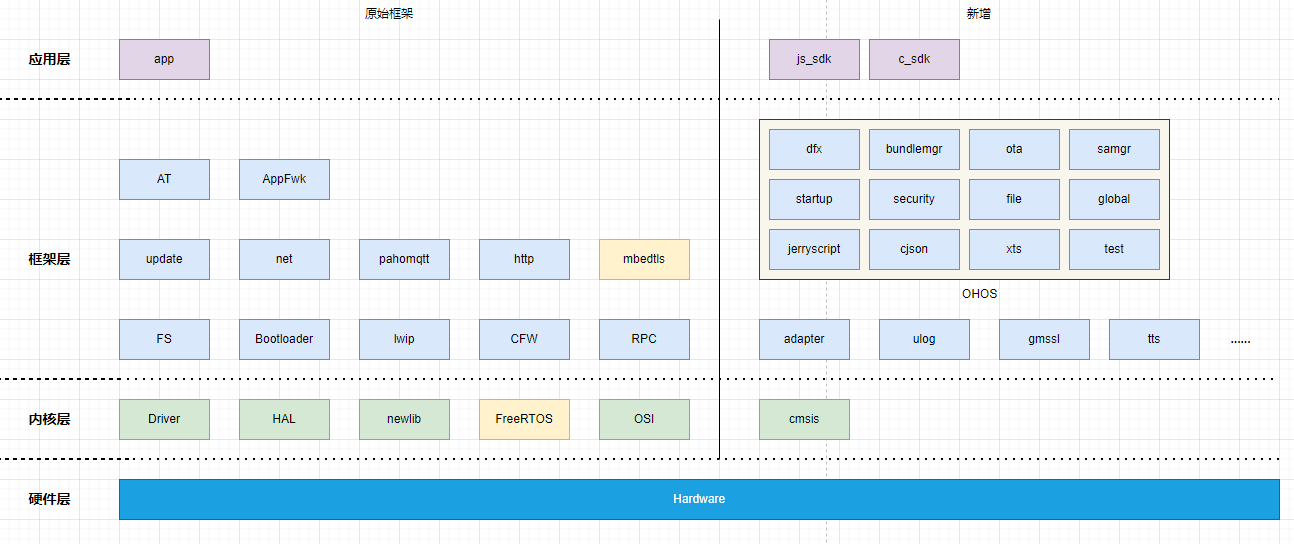 原始框架
新增
应用层
app
js_sdk
c_sdk
dfx
bundlemgr
ota
samgr
AT
AppFwk
startup
security
file
global
框架层
update
net
pahomqtt
http
mbedtls
jerryscript
cjson
xts
test
OHOS
FS
Bootloader
lwip
CFW
RPC
adapter
ulog
gmssl
tts
......
内核层
Driver
HAL
newlib
FreeRTOS
OSI
cmsis
硬件层
Hardware